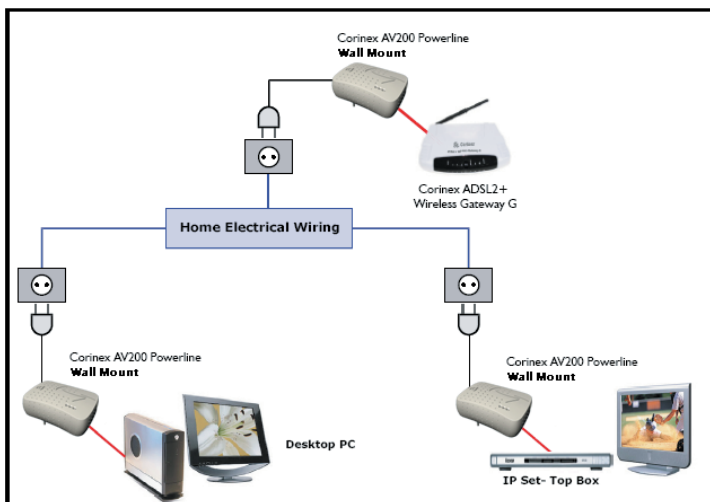 Corinex AV200 Powerline
Wall Mount
Corinex ADSL2+
Wireless Gateway G
Home Electrical Wiring
Corinex AV200 Powerline
Wall Mount
Desktop PC
Corinex AV200 Powerline
Wall Mount
IP Set- Top Box